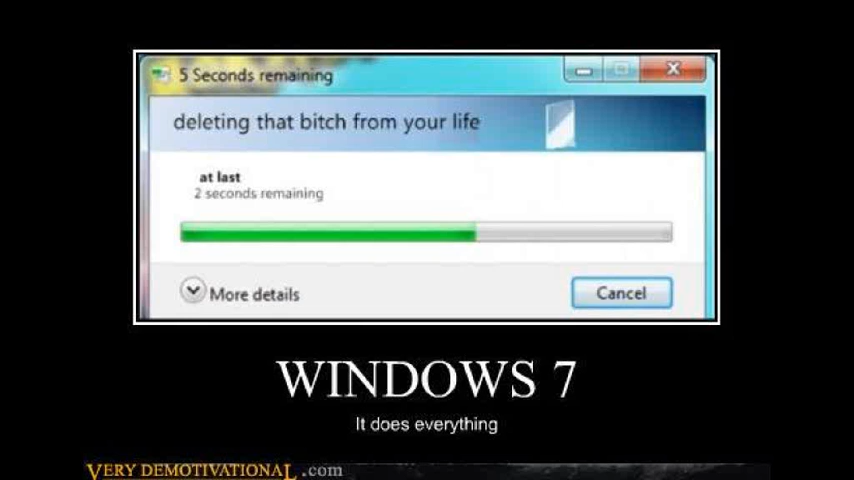 5 Seconds remaining
deleting that bitch from your life
at last
2 seconds remaining
More details
Cancel
WINDOWS 7
It does everything
VERY DEMOTIVATIONAL.com